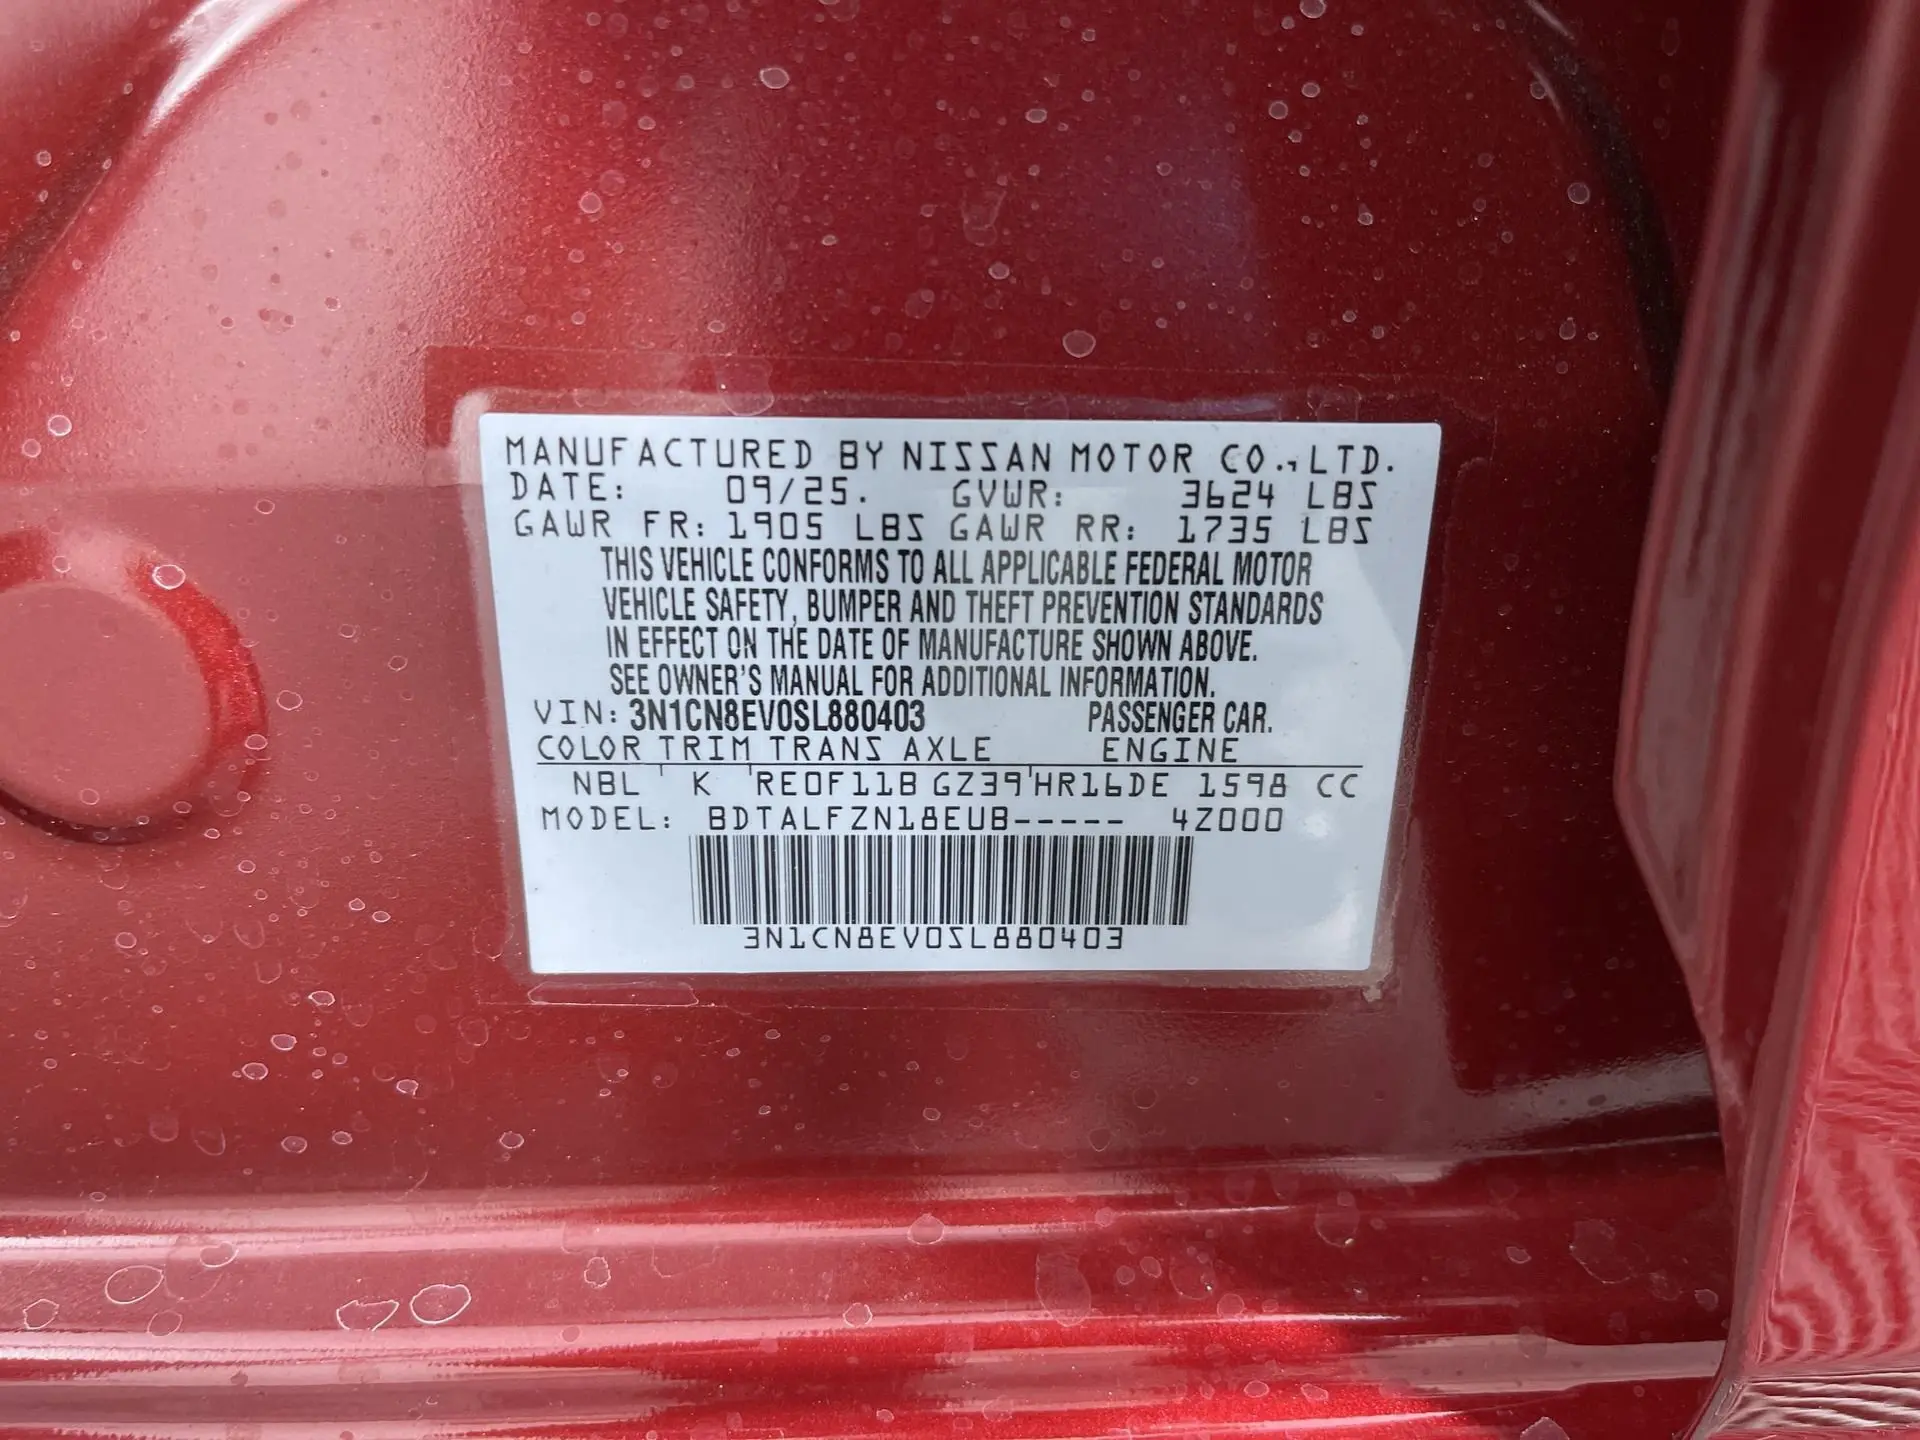 MANUFACTURED BY NISSAN MOTOR CO.,LTD.
DATE: 09/25. GVWR: 3624 LBS
GAWR FR: 1905 LBS GAWR RR: 1735 LBS
THIS VEHICLE CONFORMS TO ALL APPLICABLE FEDERAL MOTOR
VEHICLE SAFETY, BUMPER AND THEFT PREVENTION STANDARDS
IN EFFECT ON THE DATE OF MANUFACTURE SHOWN ABOVE.
SEE OWNER'S MANUAL FOR ADDITIONAL INFORMATION.
VIN: 3N1CN8EV0SL880403 PASSENGER CAR.
COLOR TRIM TRANS AXLE ENGINE
NBL K RE0F11B GZ39 HR16DE 1598 CC
MODEL: BDTALFZN18EUB----- 4Z000
3N1CN8EV0SL880403